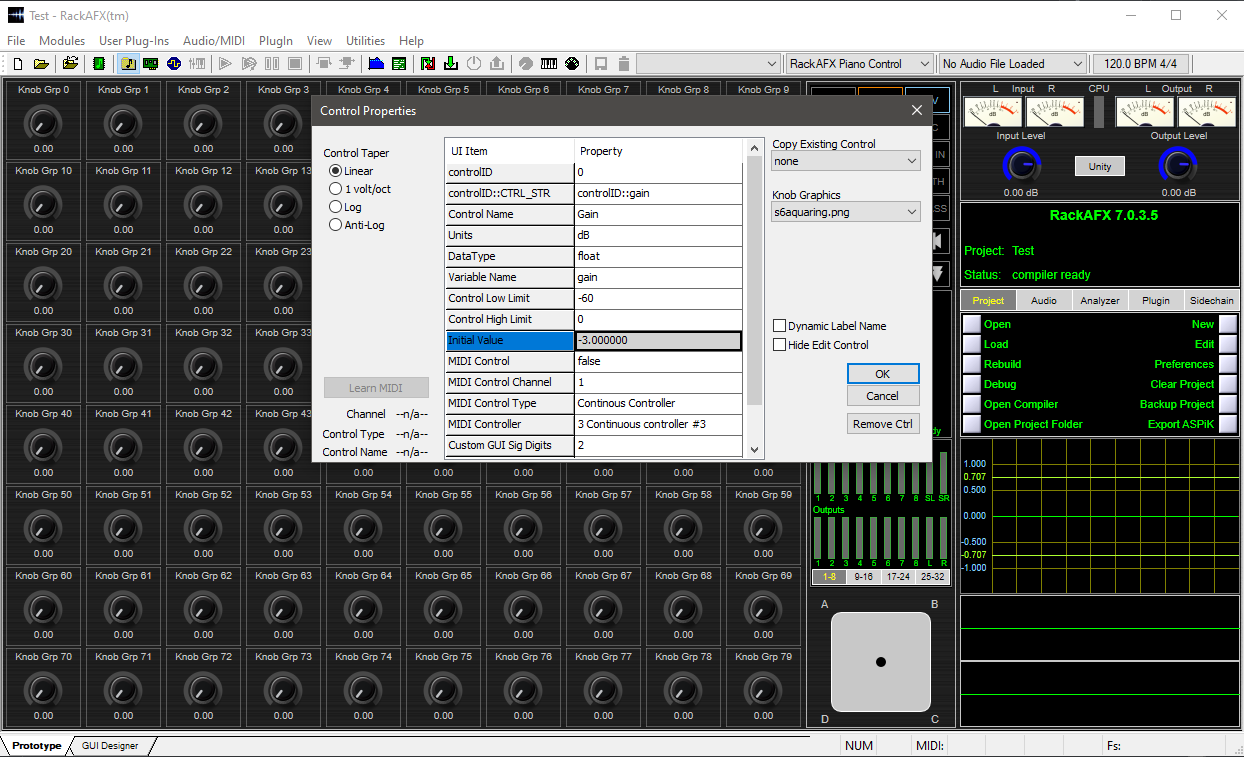 Test - RackAFX(tm)
File Modules User Plug-Ins Audio/MIDI PlugIn View Utilities Help
RackAFX Piano Control No Audio File Loaded 120.0 BPM 4/4
Knob Grp 0 Knob Grp 1 Knob Grp 2 Knob Grp 3 Knob Grp 4 Knob Grp 5 Knob Grp 6 Knob Grp 7 Knob Grp 8 Knob Grp 9
0.00 0.00 0.00 0.00
Knob Grp 10 Knob Grp 11 Knob Grp 12 Knob Grp 13
0.00 0.00 0.00 0.00
Knob Grp 20 Knob Grp 21 Knob Grp 22 Knob Grp 23
0.00 0.00 0.00 0.00
Knob Grp 30 Knob Grp 31 Knob Grp 32 Knob Grp 33
0.00 0.00 0.00 0.00
Knob Grp 40 Knob Grp 41 Knob Grp 42 Knob Grp 43
0.00 0.00 0.00 0.00 0.00 0.00 0.00 0.00 0.00 0.00
Knob Grp 50 Knob Grp 51 Knob Grp 52 Knob Grp 53 Knob Grp 54 Knob Grp 55 Knob Grp 56 Knob Grp 57 Knob Grp 58 Knob Grp 59
0.00 0.00 0.00 0.00 0.00 0.00 0.00 0.00 0.00 0.00
Knob Grp 60 Knob Grp 61 Knob Grp 62 Knob Grp 63 Knob Grp 64 Knob Grp 65 Knob Grp 66 Knob Grp 67 Knob Grp 68 Knob Grp 69
0.00 0.00 0.00 0.00 0.00 0.00 0.00 0.00 0.00 0.00
Knob Grp 70 Knob Grp 71 Knob Grp 72 Knob Grp 73 Knob Grp 74 Knob Grp 75 Knob Grp 76 Knob Grp 77 Knob Grp 78 Knob Grp 79
0.00 0.00 0.00 0.00 0.00 0.00 0.00 0.00 0.00 0.00
Control Properties
Control Taper
Linear
1 volt/oct
Log
Anti-Log
Learn MIDI
Channel --n/a--
Control Type --n/a--
Control Name --n/a--
UI Item Property
controlID 0
controlID::CTRL_STR controlID::gain
Control Name Gain
Units dB
DataType float
Variable Name gain
Control Low Limit -60
Control High Limit 0
Initial Value -3.000000
MIDI Control false
MIDI Control Channel 1
MIDI Control Type Continous Controller
MIDI Controller 3 Continuous controller #3
Custom GUI Sig Digits 2
Copy Existing Control
none
Knob Graphics
s6aquaring.png
Dynamic Label Name
Hide Edit Control
OK
Cancel
Remove Ctrl
1 2 3 4 5 6 7 8 SL SR
Outputs
1 2 3 4 5 6 7 8 L R
1-8 9-16 17-24 25-32
A B
D C
L Input R CPU L Output R
dB dB dB dB
Input Level Output Level
Unity
0.00 dB 0.00 dB
RackAFX 7.0.3.5
Project: Test
Status: compiler ready
Project Audio Analyzer Plugin Sidechain
Open New
Load Edit
Rebuild Preferences
Debug Clear Project
Open Compiler Backup Project
Open Project Folder Export ASPiK
1.000
0.707
0.500
0.000
-0.500
-0.707
-1.000
Prototype GUI Designer NUM MIDI: Fs: